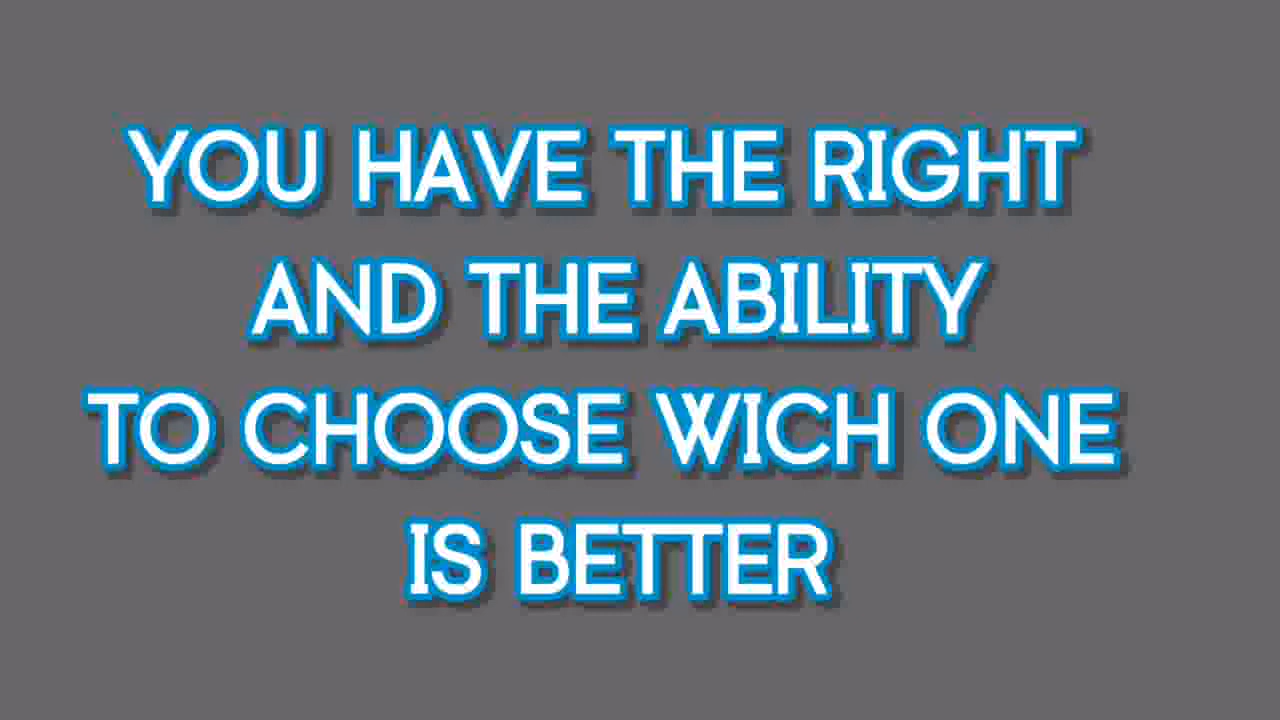 YOU HAVE THE RIGHT
AND THE ABILITY
TO CHOOSE WICH ONE
IS BETTER